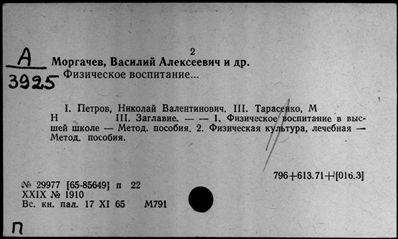 2
А
3925
Моргачев, Василий Алексеевич и др.
Физическое воспитание...
I. Петров, Николай Валентинович. III. Тарасенко, М
Н III. Заглавие. — — 1. Физическое воспитание в выс-
шей школе — Метод. пособия. 2. Физическая культура, лечебная —
Метод. пособия.
796+613.71+[016.3]
№ 29977 [65-85649] п 22
XXIX № 1910
Вс. кн. пал. 17 XI 65 М791
П